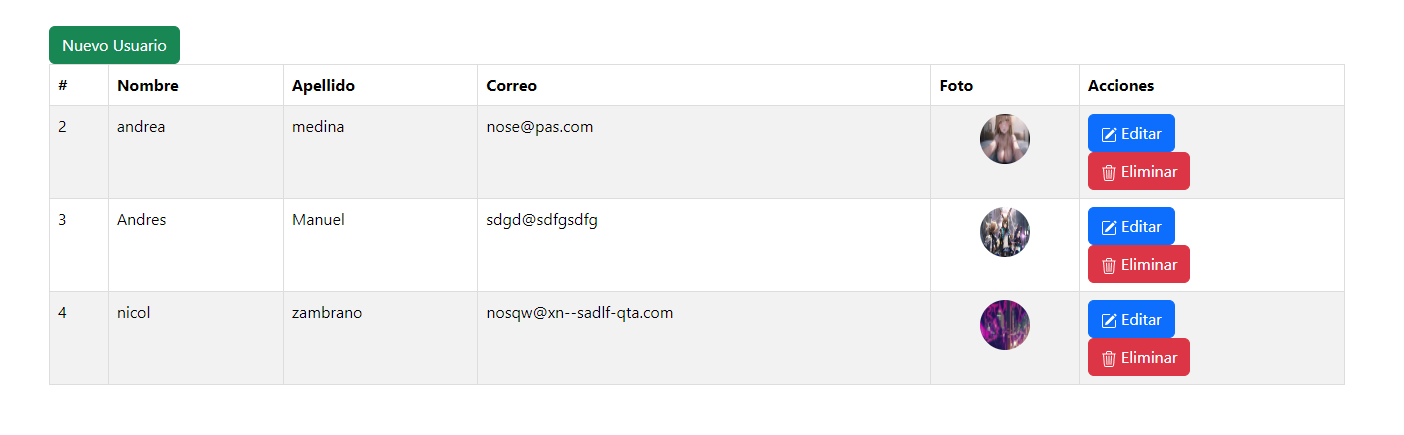 Nuevo Usuario
# Nombre Apellido Correo Foto Acciones
2 andrea medina nose@pas.com Editar
Eliminar
3 Andres Manuel sdgd@sdfgsdfg Editar
Eliminar
4 nicol zambrano nosqw@xn--sadlf-qta.com Editar
Eliminar